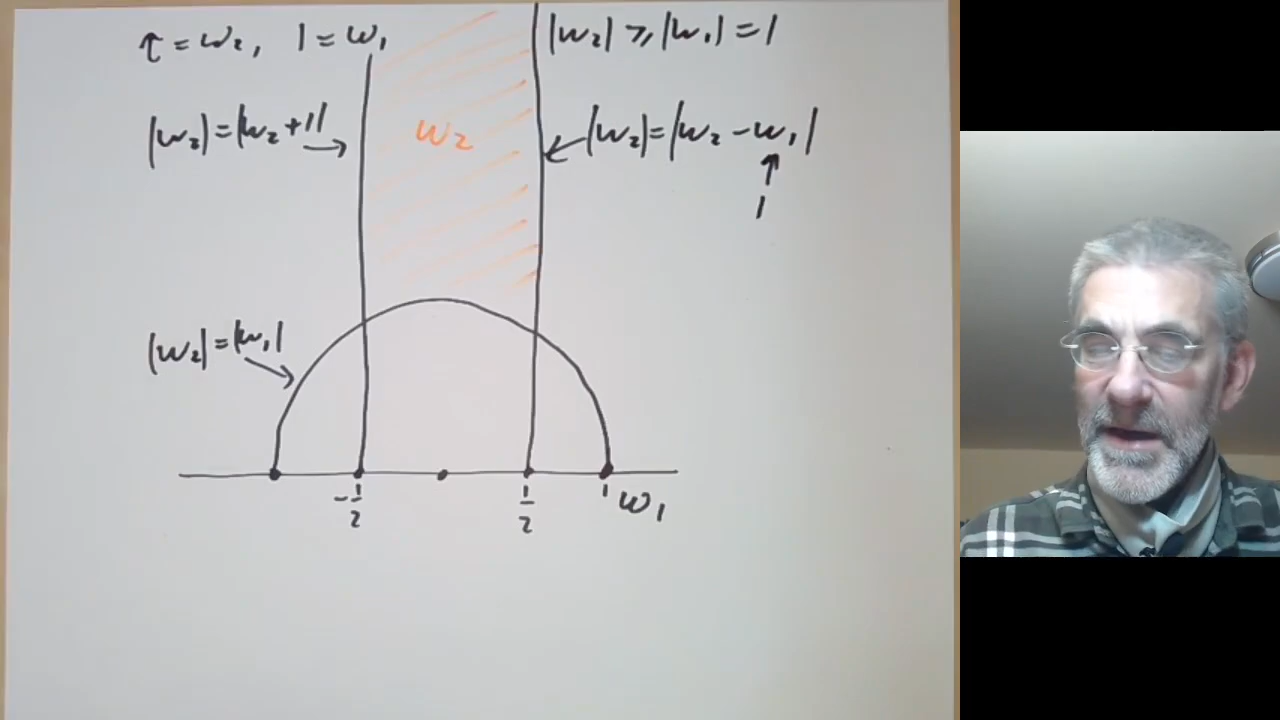 τ = ω₂, 1 = ω₁
|ω₂| ⩾ |ω₁| = 1
|ω₂| = |ω₂ + 1|
ω₂
|ω₂| = |ω₂ - ω₁|
1
|ω₂| = |ω₁|
-1/2
1/2
1
ω₁